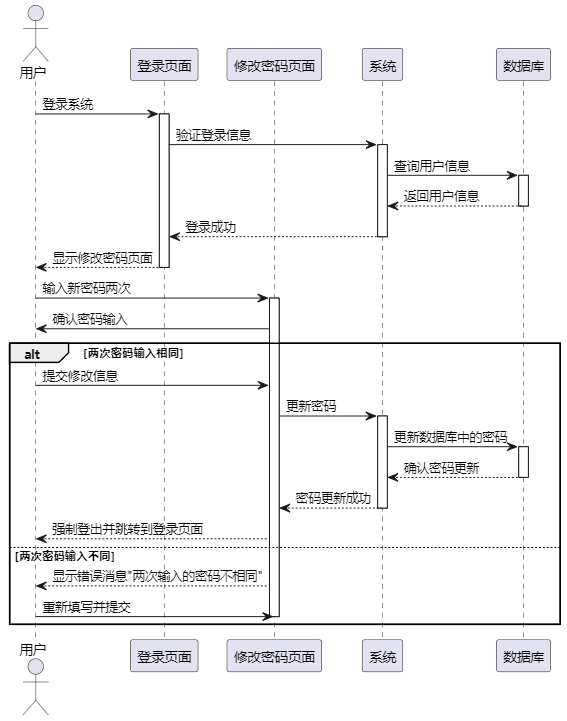 用户
登录页面
修改密码页面
系统
数据库
登录系统
验证登录信息
查询用户信息
返回用户信息
登录成功
显示修改密码页面
输入新密码两次
确认密码输入
alt
[两次密码输入相同]
提交修改信息
更新密码
更新数据库中的密码
确认密码更新
密码更新成功
强制登出并跳转到登录页面
[两次密码输入不同]
显示错误消息"两次输入的密码不相同"
重新填写并提交
用户
登录页面
修改密码页面
系统
数据库